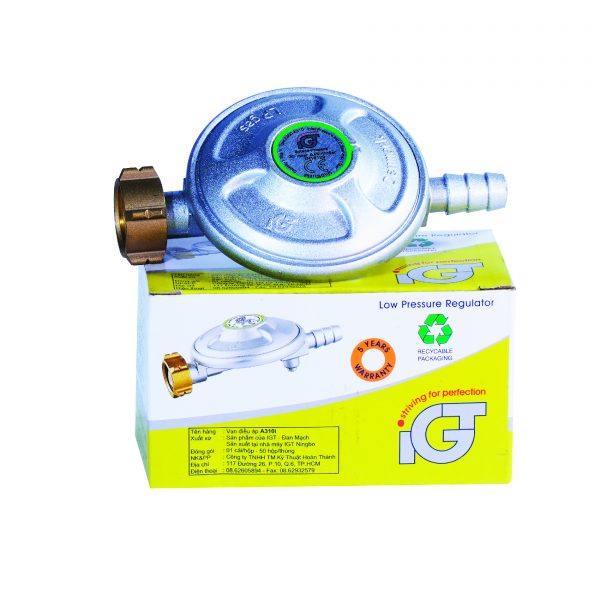 IGT
IGT
Regulator
striving for perfection
IGT
Low Pressure Regulator
5 YEARS
WARRANTY
RECYCABLE
PACKAGING
striving for perfection
IGT
Tên hàng : Van điều áp A310i
Xuất xứ : Sản phẩm của IGT - Đan Mạch
Sản xuất tại nhà máy IGT Ningbo
Đóng gói : 01 cái/hộp - 50 hộp/thùng
NK&PP : Công ty TNHH TM Kỹ Thuật Hoàn Thành
Địa chỉ : 117 Đường 26, P.10, Q.6, TP.HCM
Điện thoại : 08.62605894 - Fax: 08.62932579